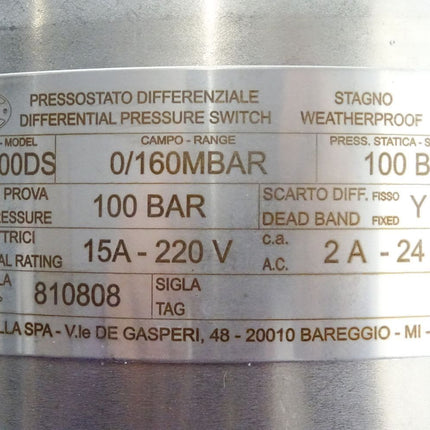 PRESSOSTATO DIFFERENZIALE STAGNO
DIFFERENTIAL PRESSURE SWITCH WEATHERPROOF
- MODEL CAMPO - RANGE PRESS. STATICA - S
00DS 0/160MBAR 100 B
PROVA 100 BAR SCARTO DIFF. FISSO Y
ESSURE DEAD BAND FIXED
TRICI 15A - 220 V c.a. 2 A - 24
AL RATING A.C.
LA 810808 SIGLA
TAG
LLA SPA - V.le DE GASPERI, 48 - 20010 BAREGGIO - MI -